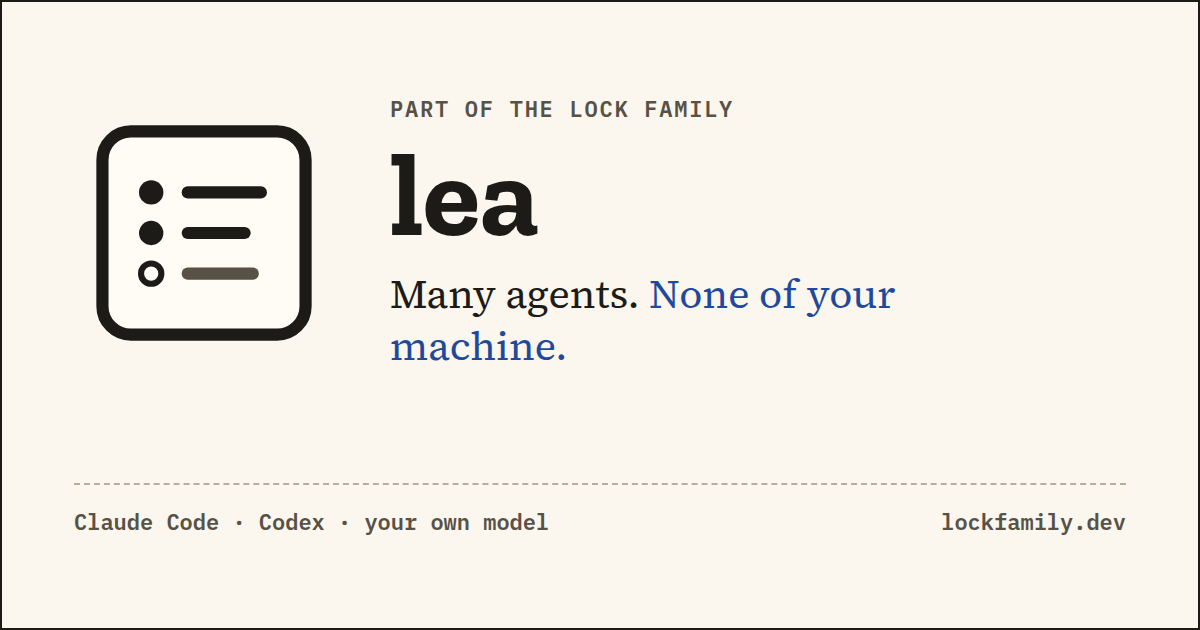 PART OF THE LOCK FAMILY
lea
Many agents. None of your
machine.
Claude Code · Codex · your own model
lockfamily.dev